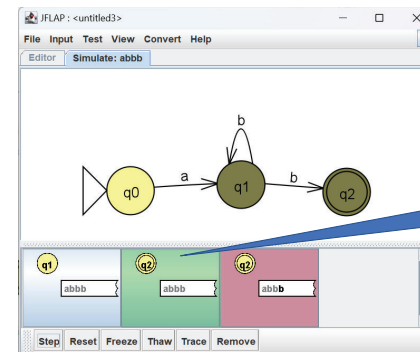 JFLAP : <untitled3>
File Input Test View Convert Help
Editor Simulate: abbb
b
a
b
q0
q1
q2
q1
q2
q2
abbb
abbb
abbb
Step Reset Freeze Thaw Trace Remove